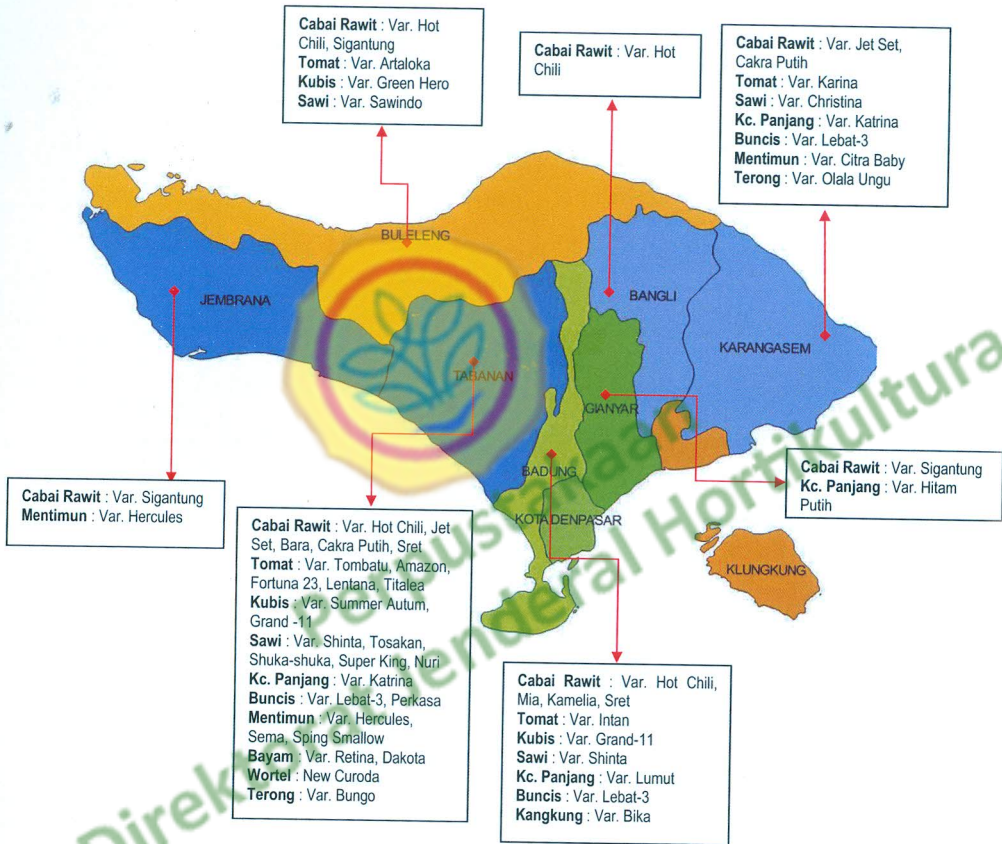 Cabai Rawit : Var. Hot
Chili, Sigantung
Tomat : Var. Artaloka
Kubis : Var. Green Hero
Sawi : Var. Sawindo
Cabai Rawit : Var. Hot
Chili
Cabai Rawit : Var. Jet Set,
Cakra Putih
Tomat : Var. Karina
Sawi : Var. Christina
Kc. Panjang : Var. Katrina
Buncis : Var. Lebat-3
Mentimun : Var. Citra Baby
Terong : Var. Olala Ungu
BULELENG
JEMBRANA
BANGLI
KARANGASEM
TABANAN
GIANYAR
BADUNG
KOTA DENPASAR
KLUNGKUNG
Cabai Rawit : Var. Sigantung
Mentimun : Var. Hercules
Cabai Rawit : Var. Sigantung
Kc. Panjang : Var. Hitam
Putih
Cabai Rawit : Var. Hot Chili, Jet
Set, Bara, Cakra Putih, Sret
Tomat : Var. Tombatu, Amazon,
Fortuna 23, Lentana, Titalea
Kubis : Var. Summer Autum,
Grand -11
Sawi : Var. Shinta, Tosakan,
Shuka-shuka, Super King, Nuri
Kc. Panjang : Var. Katrina
Buncis : Var. Lebat-3, Perkasa
Mentimun : Var. Hercules,
Sema, Sping Smallow
Bayam : Var. Retina, Dakota
Wortel : New Curoda
Terong : Var. Bungo
Cabai Rawit : Var. Hot Chili,
Mia, Kamelia, Sret
Tomat : Var. Intan
Kubis : Var. Grand-11
Sawi : Var. Shinta
Kc. Panjang : Var. Lumut
Buncis : Var. Lebat-3
Kangkung : Var. Bika
Perpustakaan
Direktorat Jenderal Hortikultura